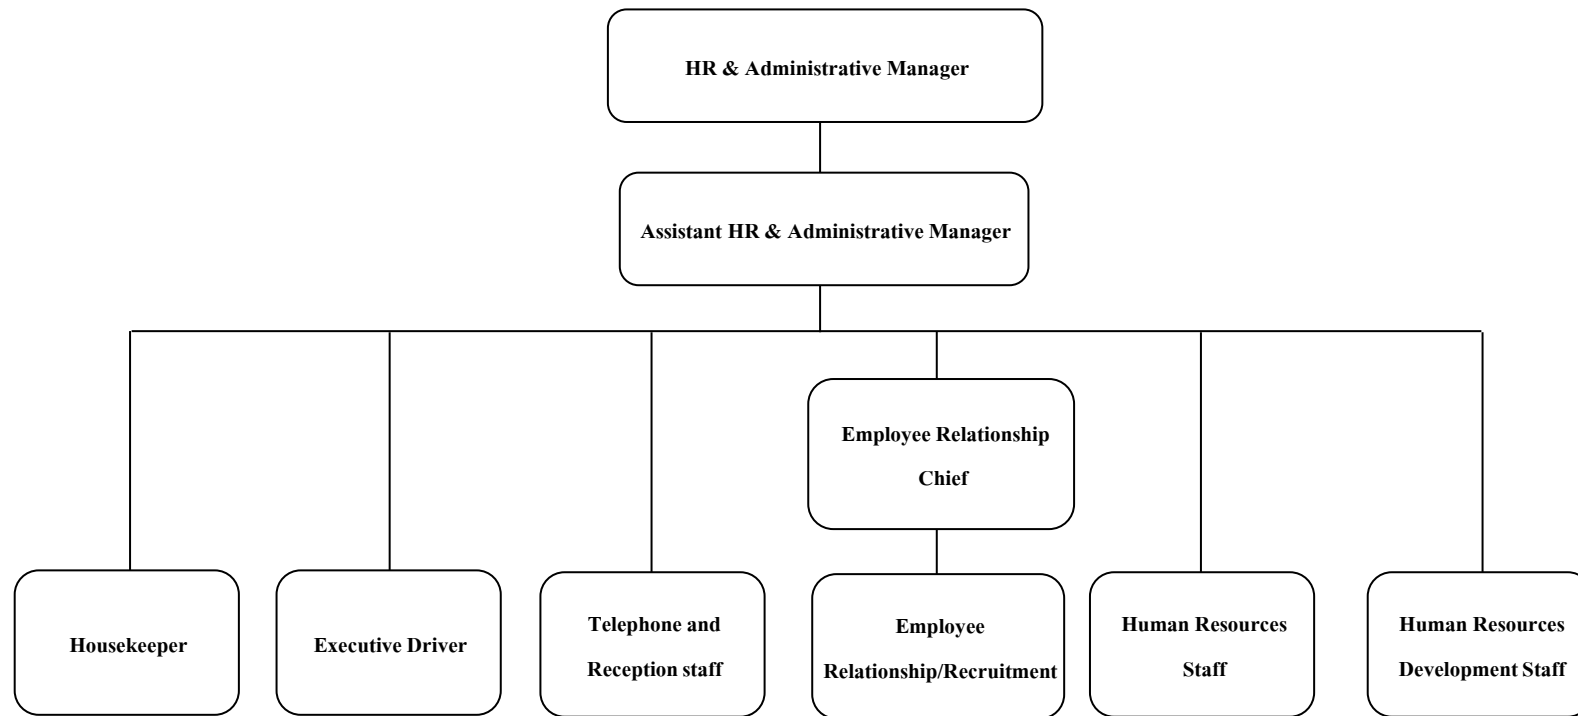 HR & Administrative Manager
Assistant HR & Administrative Manager
Employee Relationship
Chief
Housekeeper
Executive Driver
Telephone and
Reception staff
Employee
Relationship/Recruitment
Human Resources
Staff
Human Resources
Development Staff